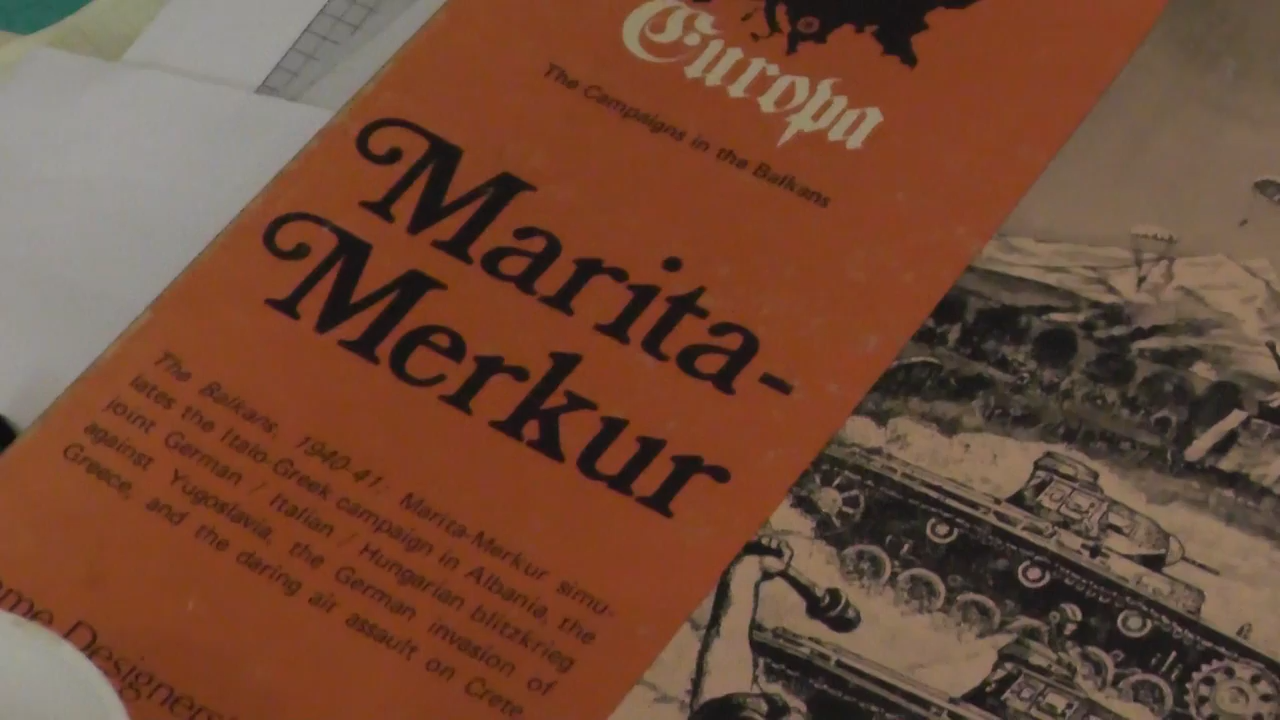 Europa
The Campaigns in the Balkans
Marita-
Merkur
The Balkans, 1940-41. Marita-Merkur simu-
lates the Italo-Greek campaign in Albania, the
joint German / Italian / Hungarian blitzkrieg
against Yugoslavia, the German invasion of
Greece, and the daring air assault on Crete
Designers'